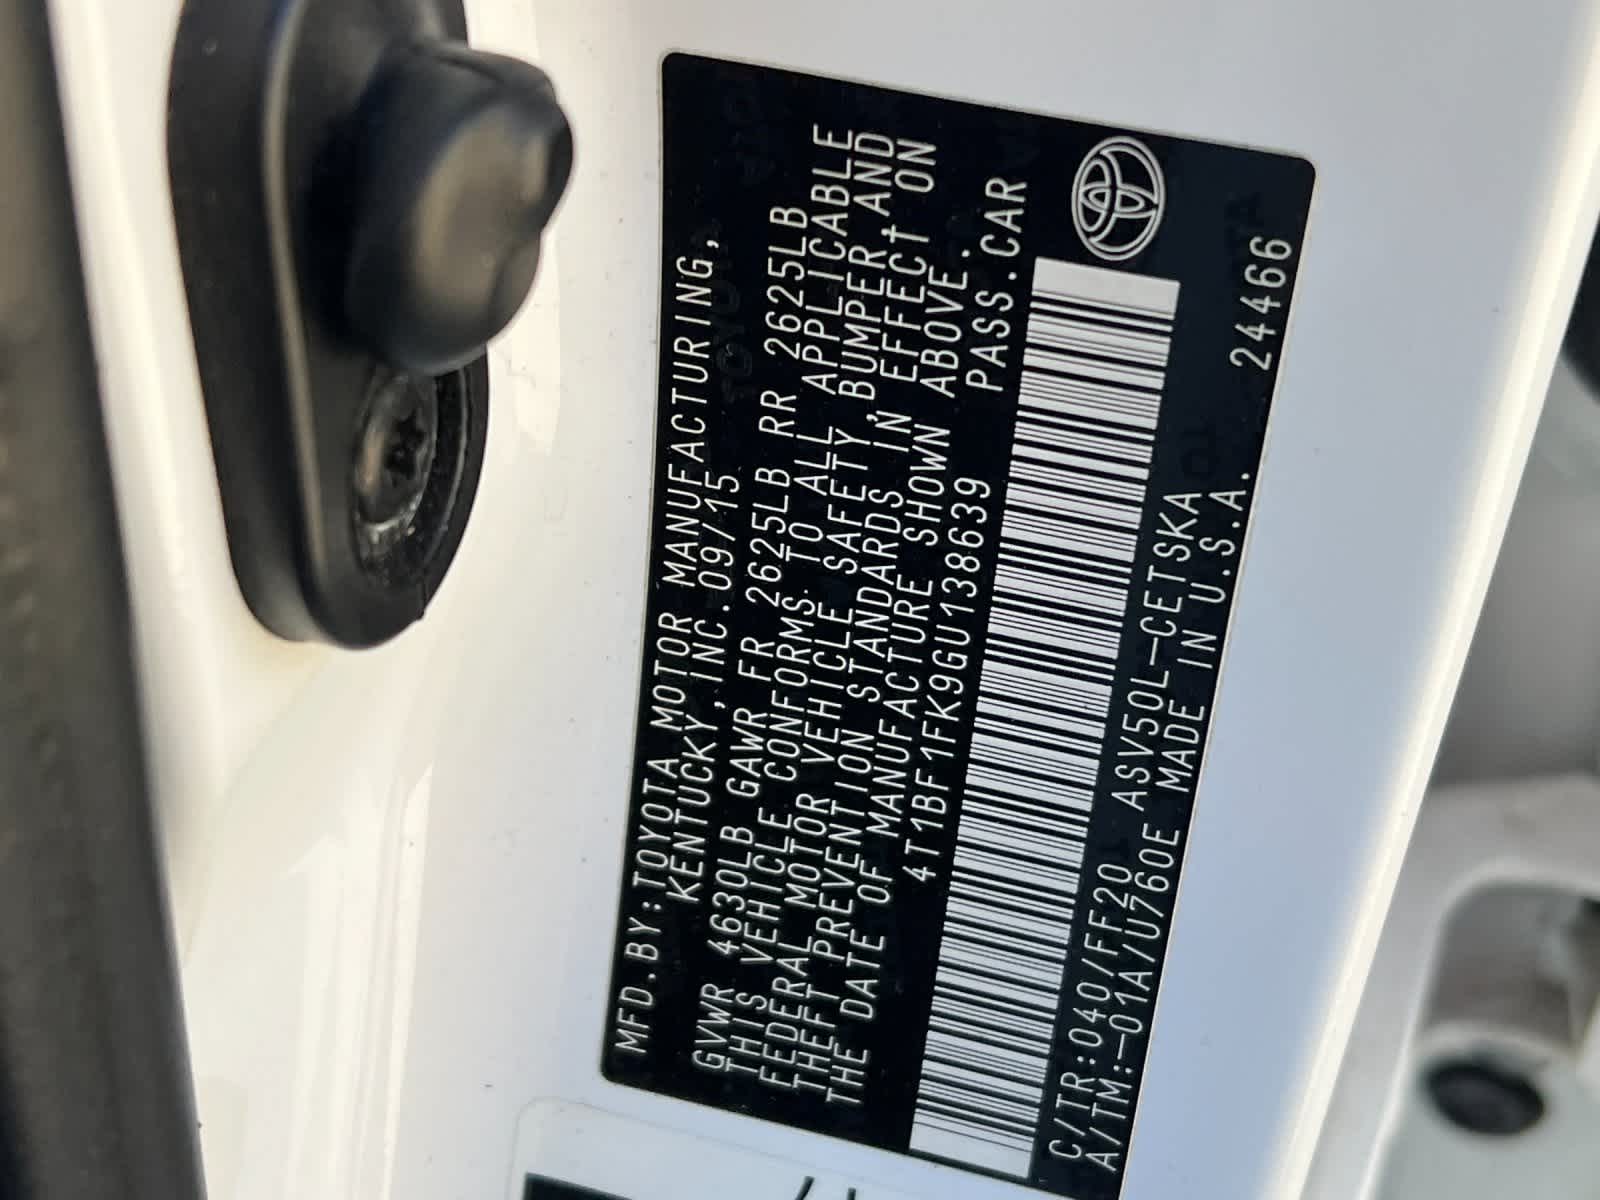 MFD.BY:TOYOTA MOTOR MANUFACTURING,
KENTUCKY,INC.09/15
GVWR 4630LB GAWR FR 2625LB RR 2625LB
THIS VEHICLE CONFORMS TO ALL APPLICABLE
FEDERAL MOTOR VEHICLE SAFETY,BUMPER AND
THEFT PREVENTION STANDARDS IN EFFECT ON
THE DATE OF MANUFACTURE SHOWN ABOVE.
4T1BF1FK9GU138639 PASS.CAR
C/TR:040/FF20 ASV50L-CETSKA
A/TM:-01A/U760E MADE IN U.S.A. 24466